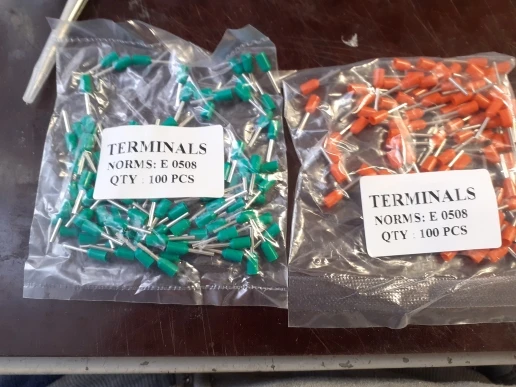 TERMINALS
NORMS: E 0508
QTY : 100 PCS
TERMINALS
NORMS: E 0508
QTY : 100 PCS